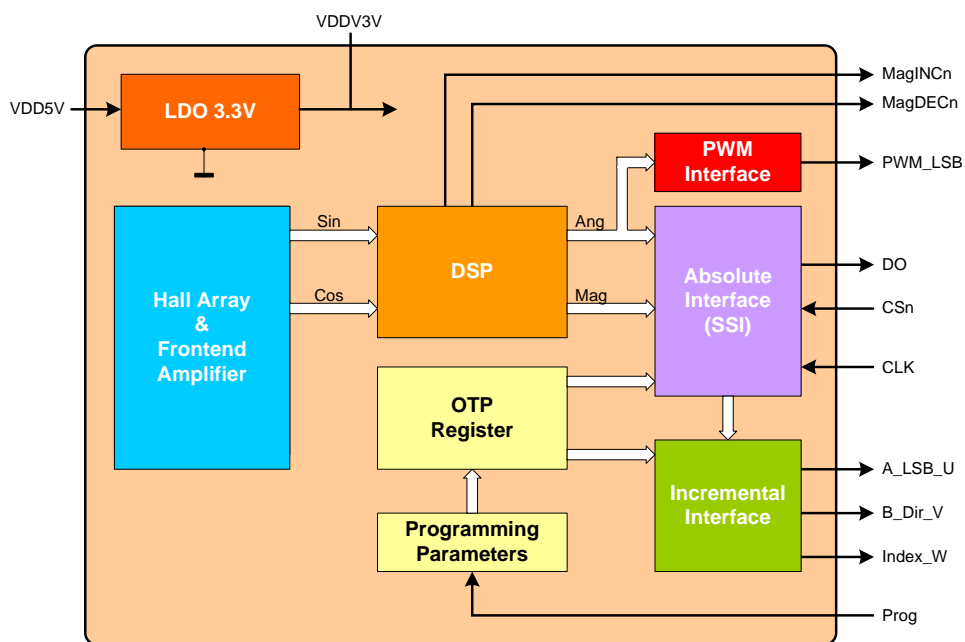 VDDV3V
VDD5V
LDO 3.3V
MagINCn
MagDECn
PWM
Interface
PWM_LSB
Hall Array
&
Frontend
Amplifier
Sin
Cos
DSP
Ang
Mag
Absolute
Interface
(SSI)
DO
CSn
CLK
OTP
Register
Programming
Parameters
Incremental
Interface
A_LSB_U
B_Dir_V
Index_W
Prog